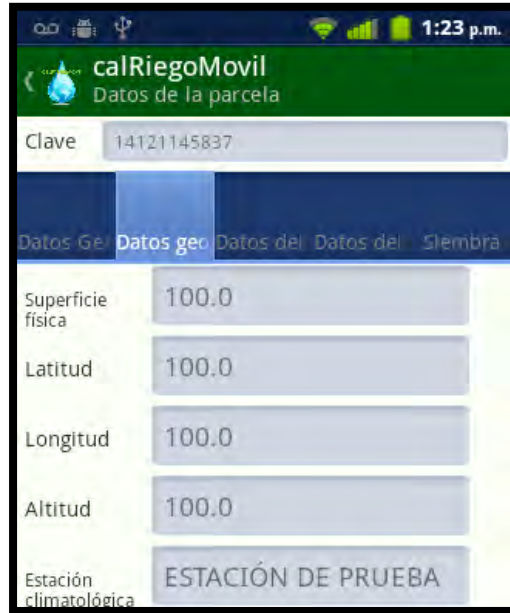 1:23 p.m.
calRiegoMovil
Datos de la parcela
Clave 14121145837
Datos Ge Datos geo Datos del Datos del Siembra
Superficie física 100.0
Latitud 100.0
Longitud 100.0
Altitud 100.0
Estación climatológica ESTACIÓN DE PRUEBA